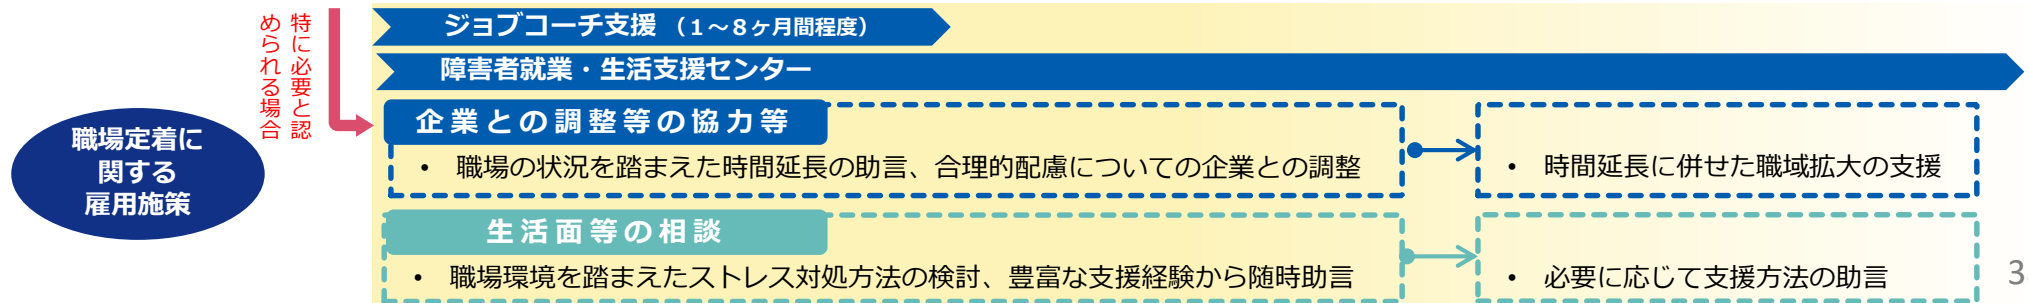 特に必要と認
められる場合
ジョブコーチ支援（１～８ヶ月間程度）
障害者就業・生活支援センター
職場定着に
関する
雇用施策
企業との調整等の協力等
• 職場の状況を踏まえた時間延長の助言、合理的配慮についての企業との調整
• 時間延長に併せた職域拡大の支援
生活面等の相談
• 職場環境を踏まえたストレス対処方法の検討、豊富な支援経験から随時助言
• 必要に応じて支援方法の助言